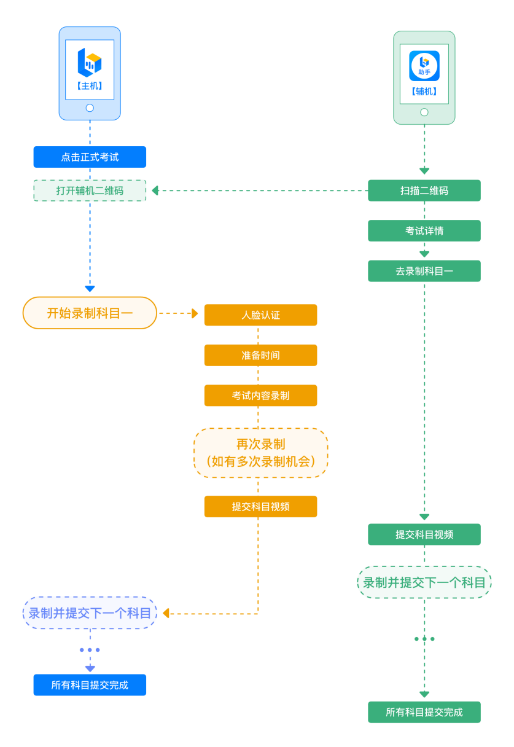 【主机】
助手
【辅机】
点击正式考试
打开辅机二维码
扫描二维码
考试详情
去录制科目一
开始录制科目一
人脸认证
准备时间
考试内容录制
再次录制
(如有多次录制机会)
提交科目视频
提交科目视频
录制并提交下一个科目
录制并提交下一个科目
所有科目提交完成
所有科目提交完成